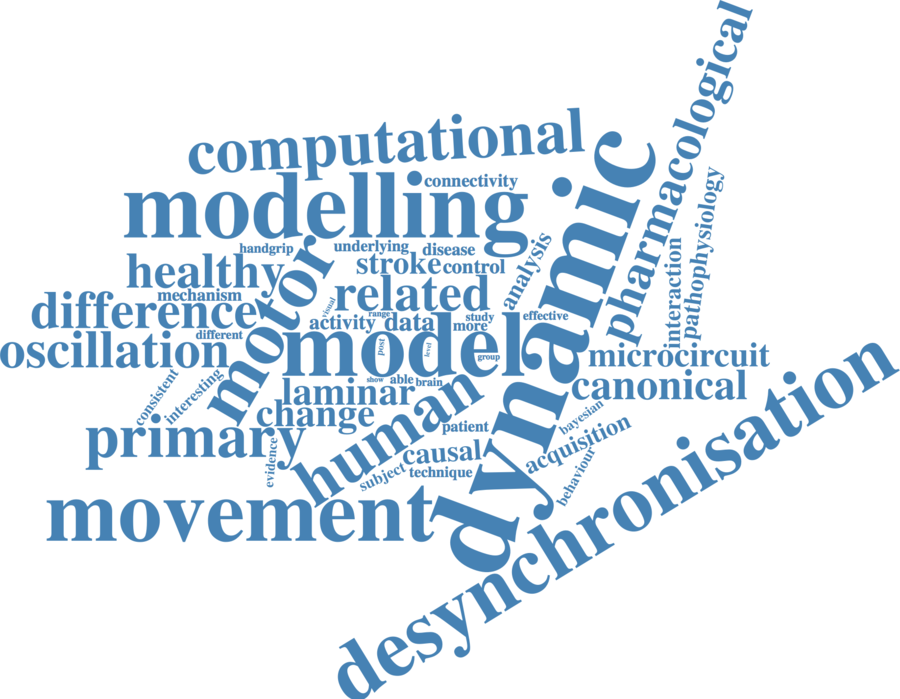 pharmacological
computational
dynamic
modelling
connectivity
pathophysiology
handgrip
underlying
disease
analysis
interaction
healthy
motor
stroke
control
mechanism
related
difference
visual
range
activity
data
study
more
effective
different
oscillation
post
model
level
group
microcircuit
consistent
interesting
show
able
brain
laminar
canonical
change
human
bayesian
primary
patient
acquisition
desynchronisation
evidence
causal
subject
technique
behaviour
movement